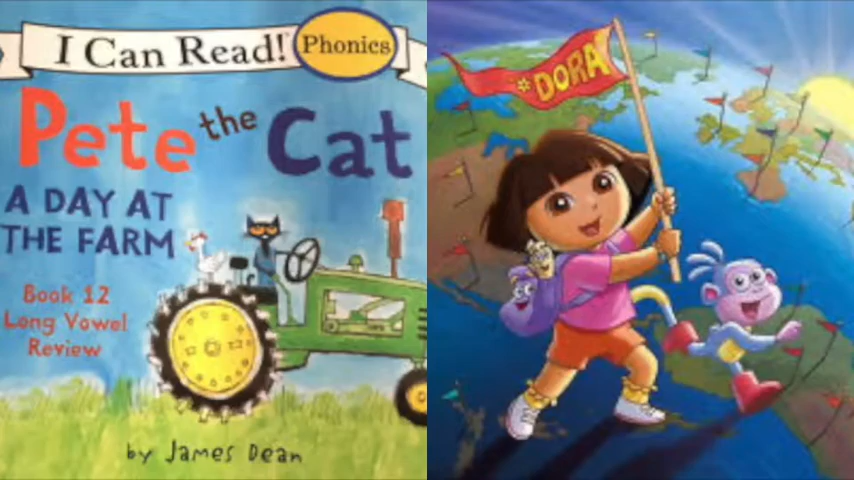 I Can Read!
Phonics
Pete the Cat
A DAY AT
THE FARM
Book 12
Long Vowel
Review
by James Dean
DORA